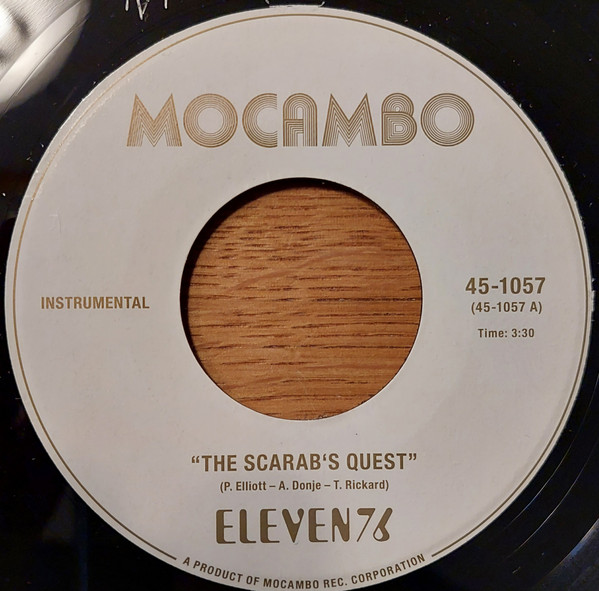 MOCAMBO
INSTRUMENTAL
45-1057
(45-1057 A)
Time: 3:30
“THE SCARAB‘S QUEST”
(P. Elliott – A. Donje – T. Rickard)
ELEVEN76
A PRODUCT OF MOCAMBO REC. CORPORATION